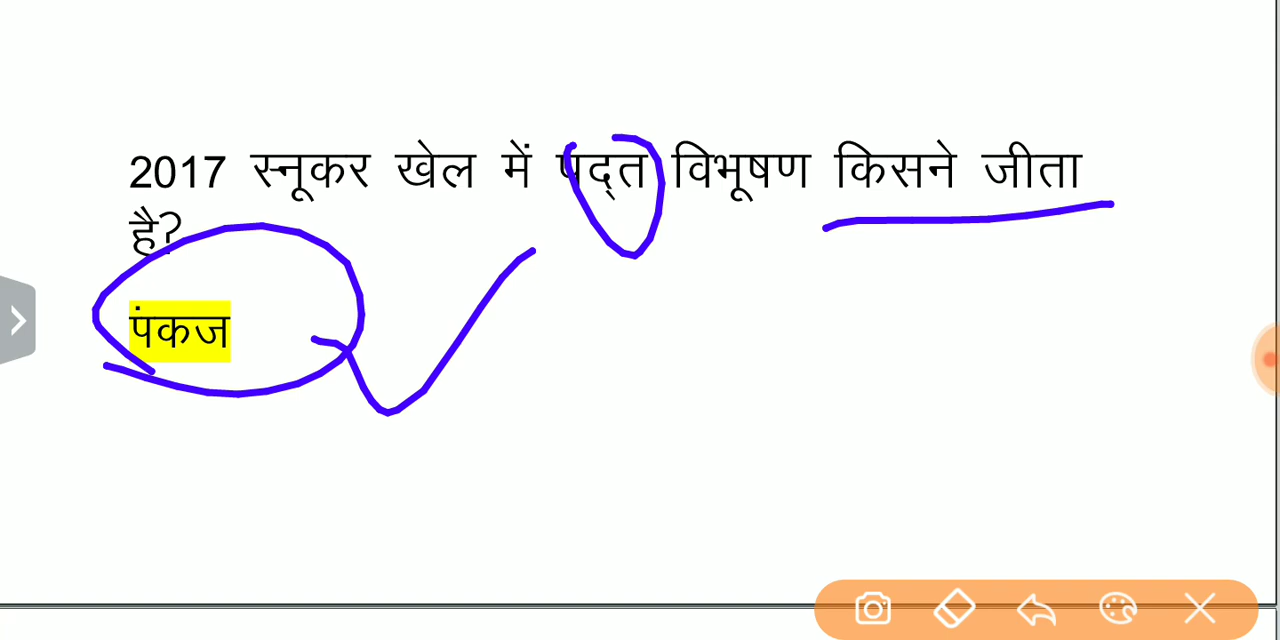 2017 स्नूकर खेल में पद्त विभूषण किसने जीता
है?
पंकज